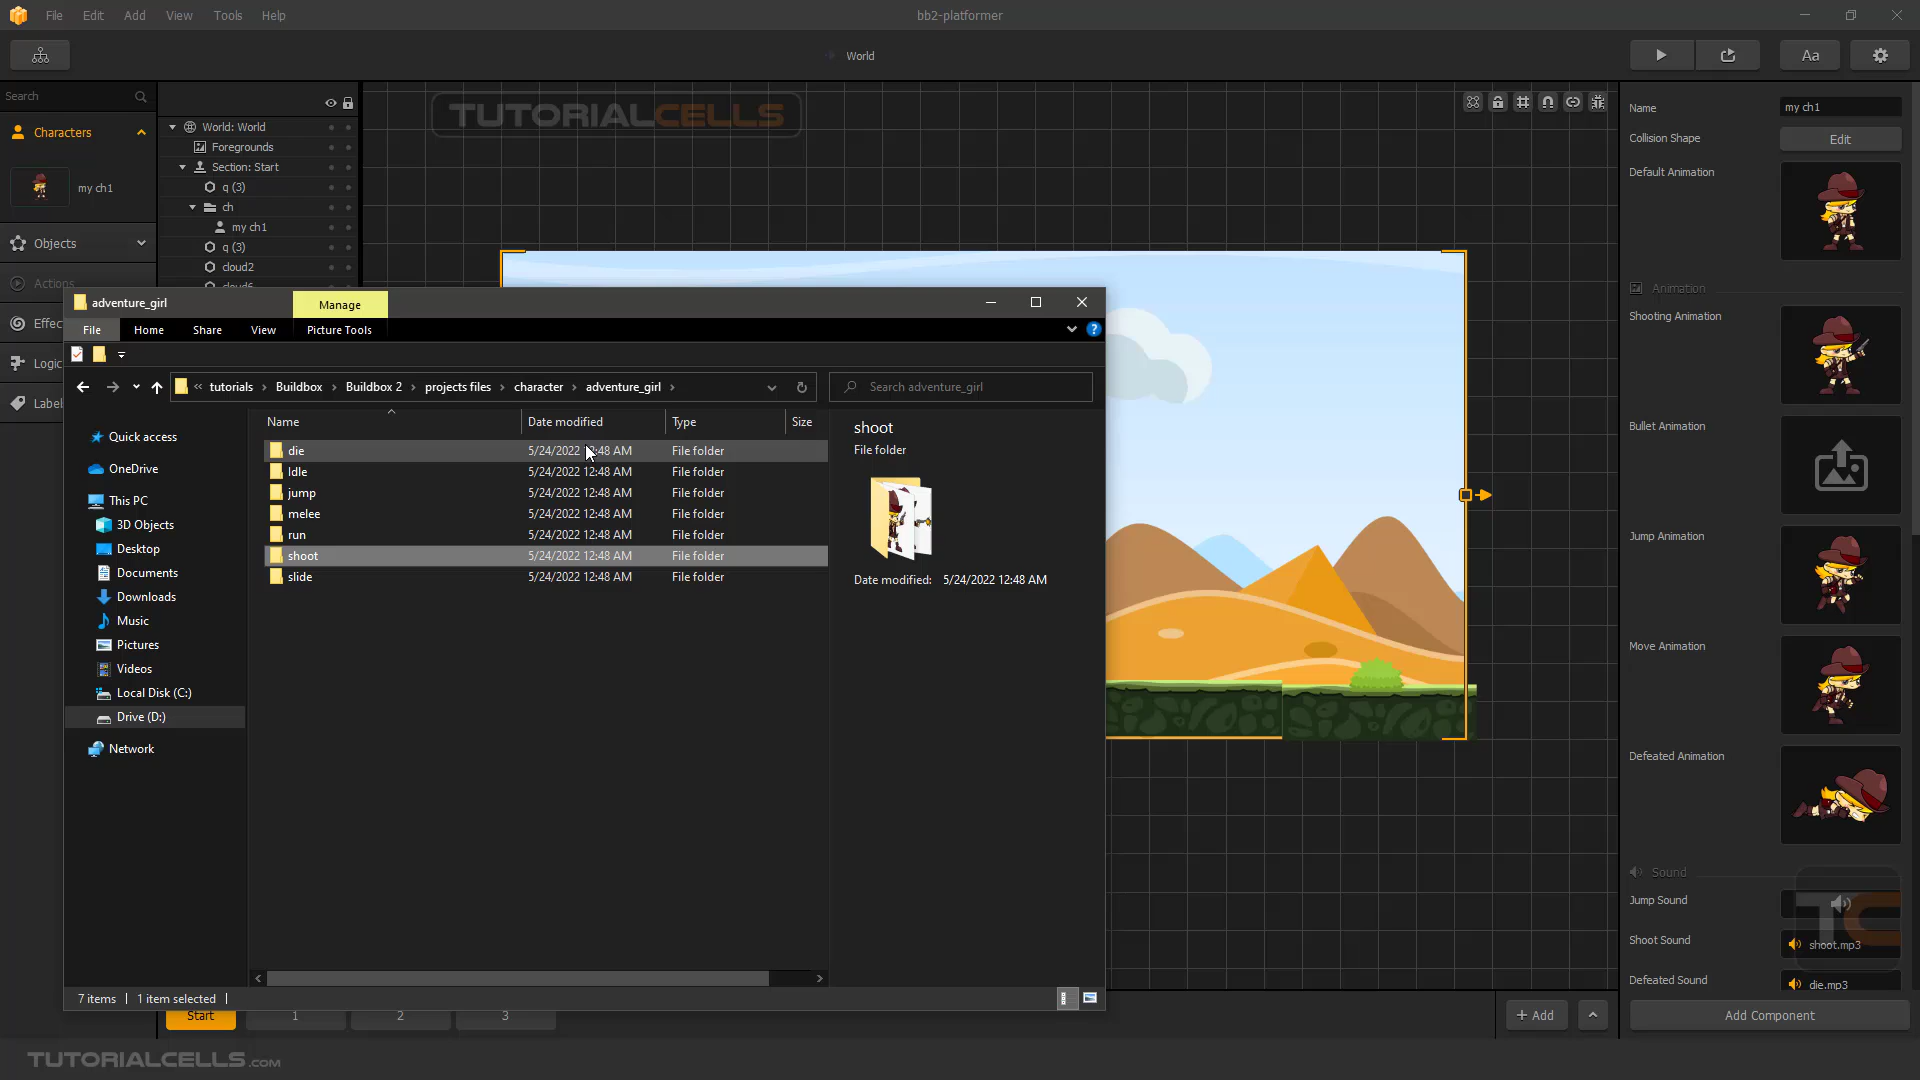 File Edit Add View Tools Help
bb2-platformer
World
Aa
Search
Characters
my ch1
Objects
Actions
Effec
Logic
Label
World: World
Foregrounds
Section: Start
q (3)
ch
my ch1
q (3)
cloud2
cloud6
TUTORIALCELLS
Name
my ch1
Collision Shape
Edit
Default Animation
Animation
Shooting Animation
Bullet Animation
Jump Animation
Move Animation
Defeated Animation
Sound
Jump Sound
Shoot Sound
shoot.mp3
Defeated Sound
die.mp3
Add Component
adventure_girl
Manage
File Home Share View Picture Tools
tutorials Buildbox Buildbox 2 projects files character adventure_girl
Search adventure_girl
Quick access
OneDrive
This PC
3D Objects
Desktop
Documents
Downloads
Music
Pictures
Videos
Local Disk (C:)
Drive (D:)
Network
Name Date modified Type Size
die 5/24/2022 12:48 AM File folder
Idle 5/24/2022 12:48 AM File folder
jump 5/24/2022 12:48 AM File folder
melee 5/24/2022 12:48 AM File folder
run 5/24/2022 12:48 AM File folder
shoot 5/24/2022 12:48 AM File folder
slide 5/24/2022 12:48 AM File folder
shoot
File folder
Date modified: 5/24/2022 12:48 AM
7 items 1 item selected
Start 1 2 3
+ Add
TC
TUTORIALCELLS.COM